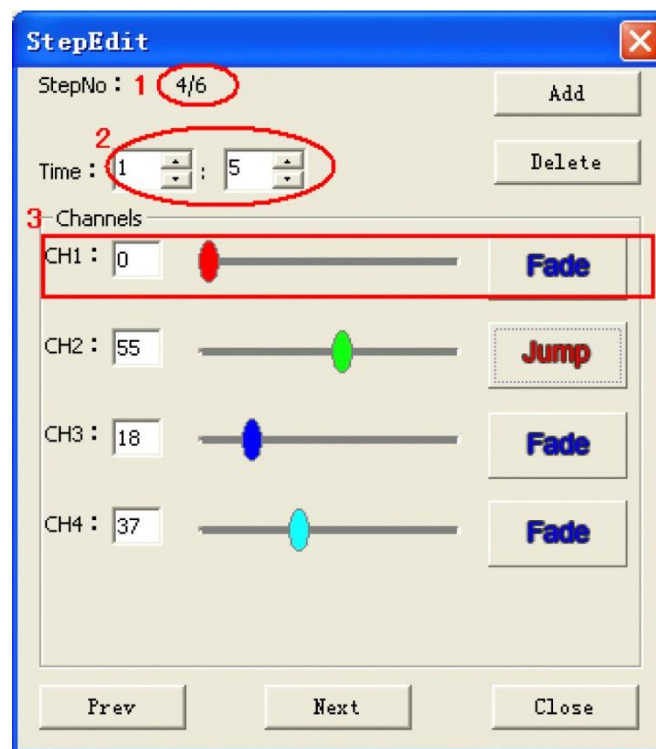 StepEdit
StepNo： 1 4/6 Add
2
Time： 1 : 5 Delete
3 Channels
CH1： 0 Fade
CH2： 55 Jump
CH3： 18 Fade
CH4： 37 Fade
Prev Next Close